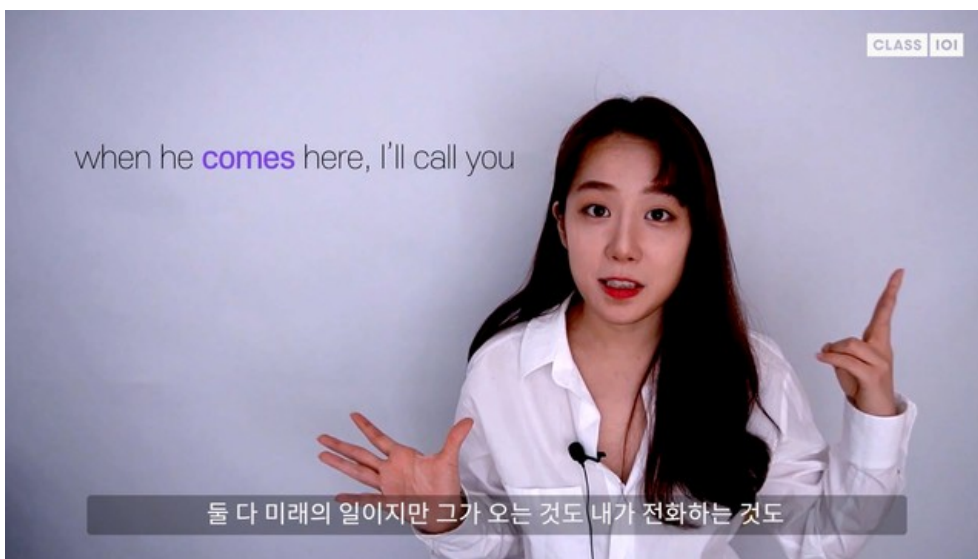 CLASS 101
when he comes here, I'll call you
둘 다 미래의 일이지만 그가 오는 것도 내가 전화하는 것도